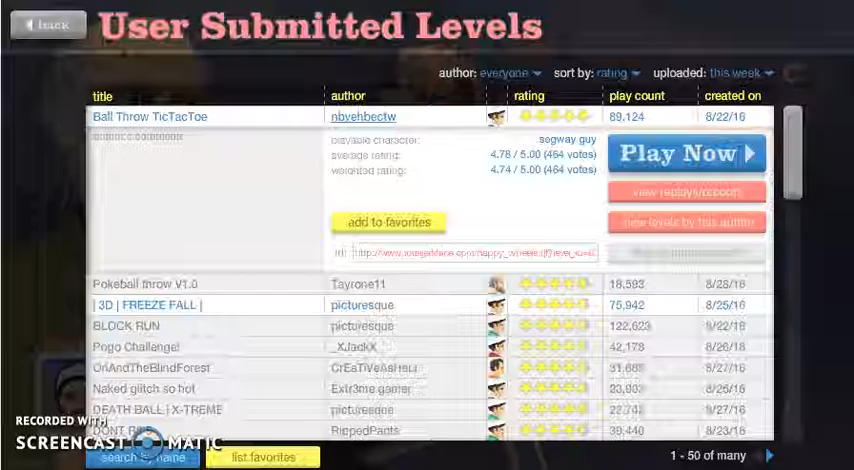 back
User Submitted Levels
author: everyone sort by: rating uploaded: this week
title author rating play count created on
Ball Throw TicTacToe nbvehbectw 89,124 8/22/16
playable character: segway guy
average rating: 4.78 / 5.00 (464 votes)
weighted rating: 4.74 / 5.00 (464 votes)
Play Now
view replays/record
view levels by this author
add to favorites
Pokeball throw V1.0 Tayrone11 18,593 8/28/16
| 3D | FREEZE FALL | picturesque 75,942 8/25/16
BLOCK RUN picturesque 122,623 8/22/16
Pogo Challenge! _XJackX 42,178 8/26/16
OriAndTheBlindForest 8/27/16
Naked glitch so hot Extr3me gamer 8/26/16
DEATH BALL | X-TREME picturesque 8/27/16
RippedPants 39,440 8/23/16
RECORDED WITH
SCREENCAST MATIC
search by name list favorites 1 - 50 of many